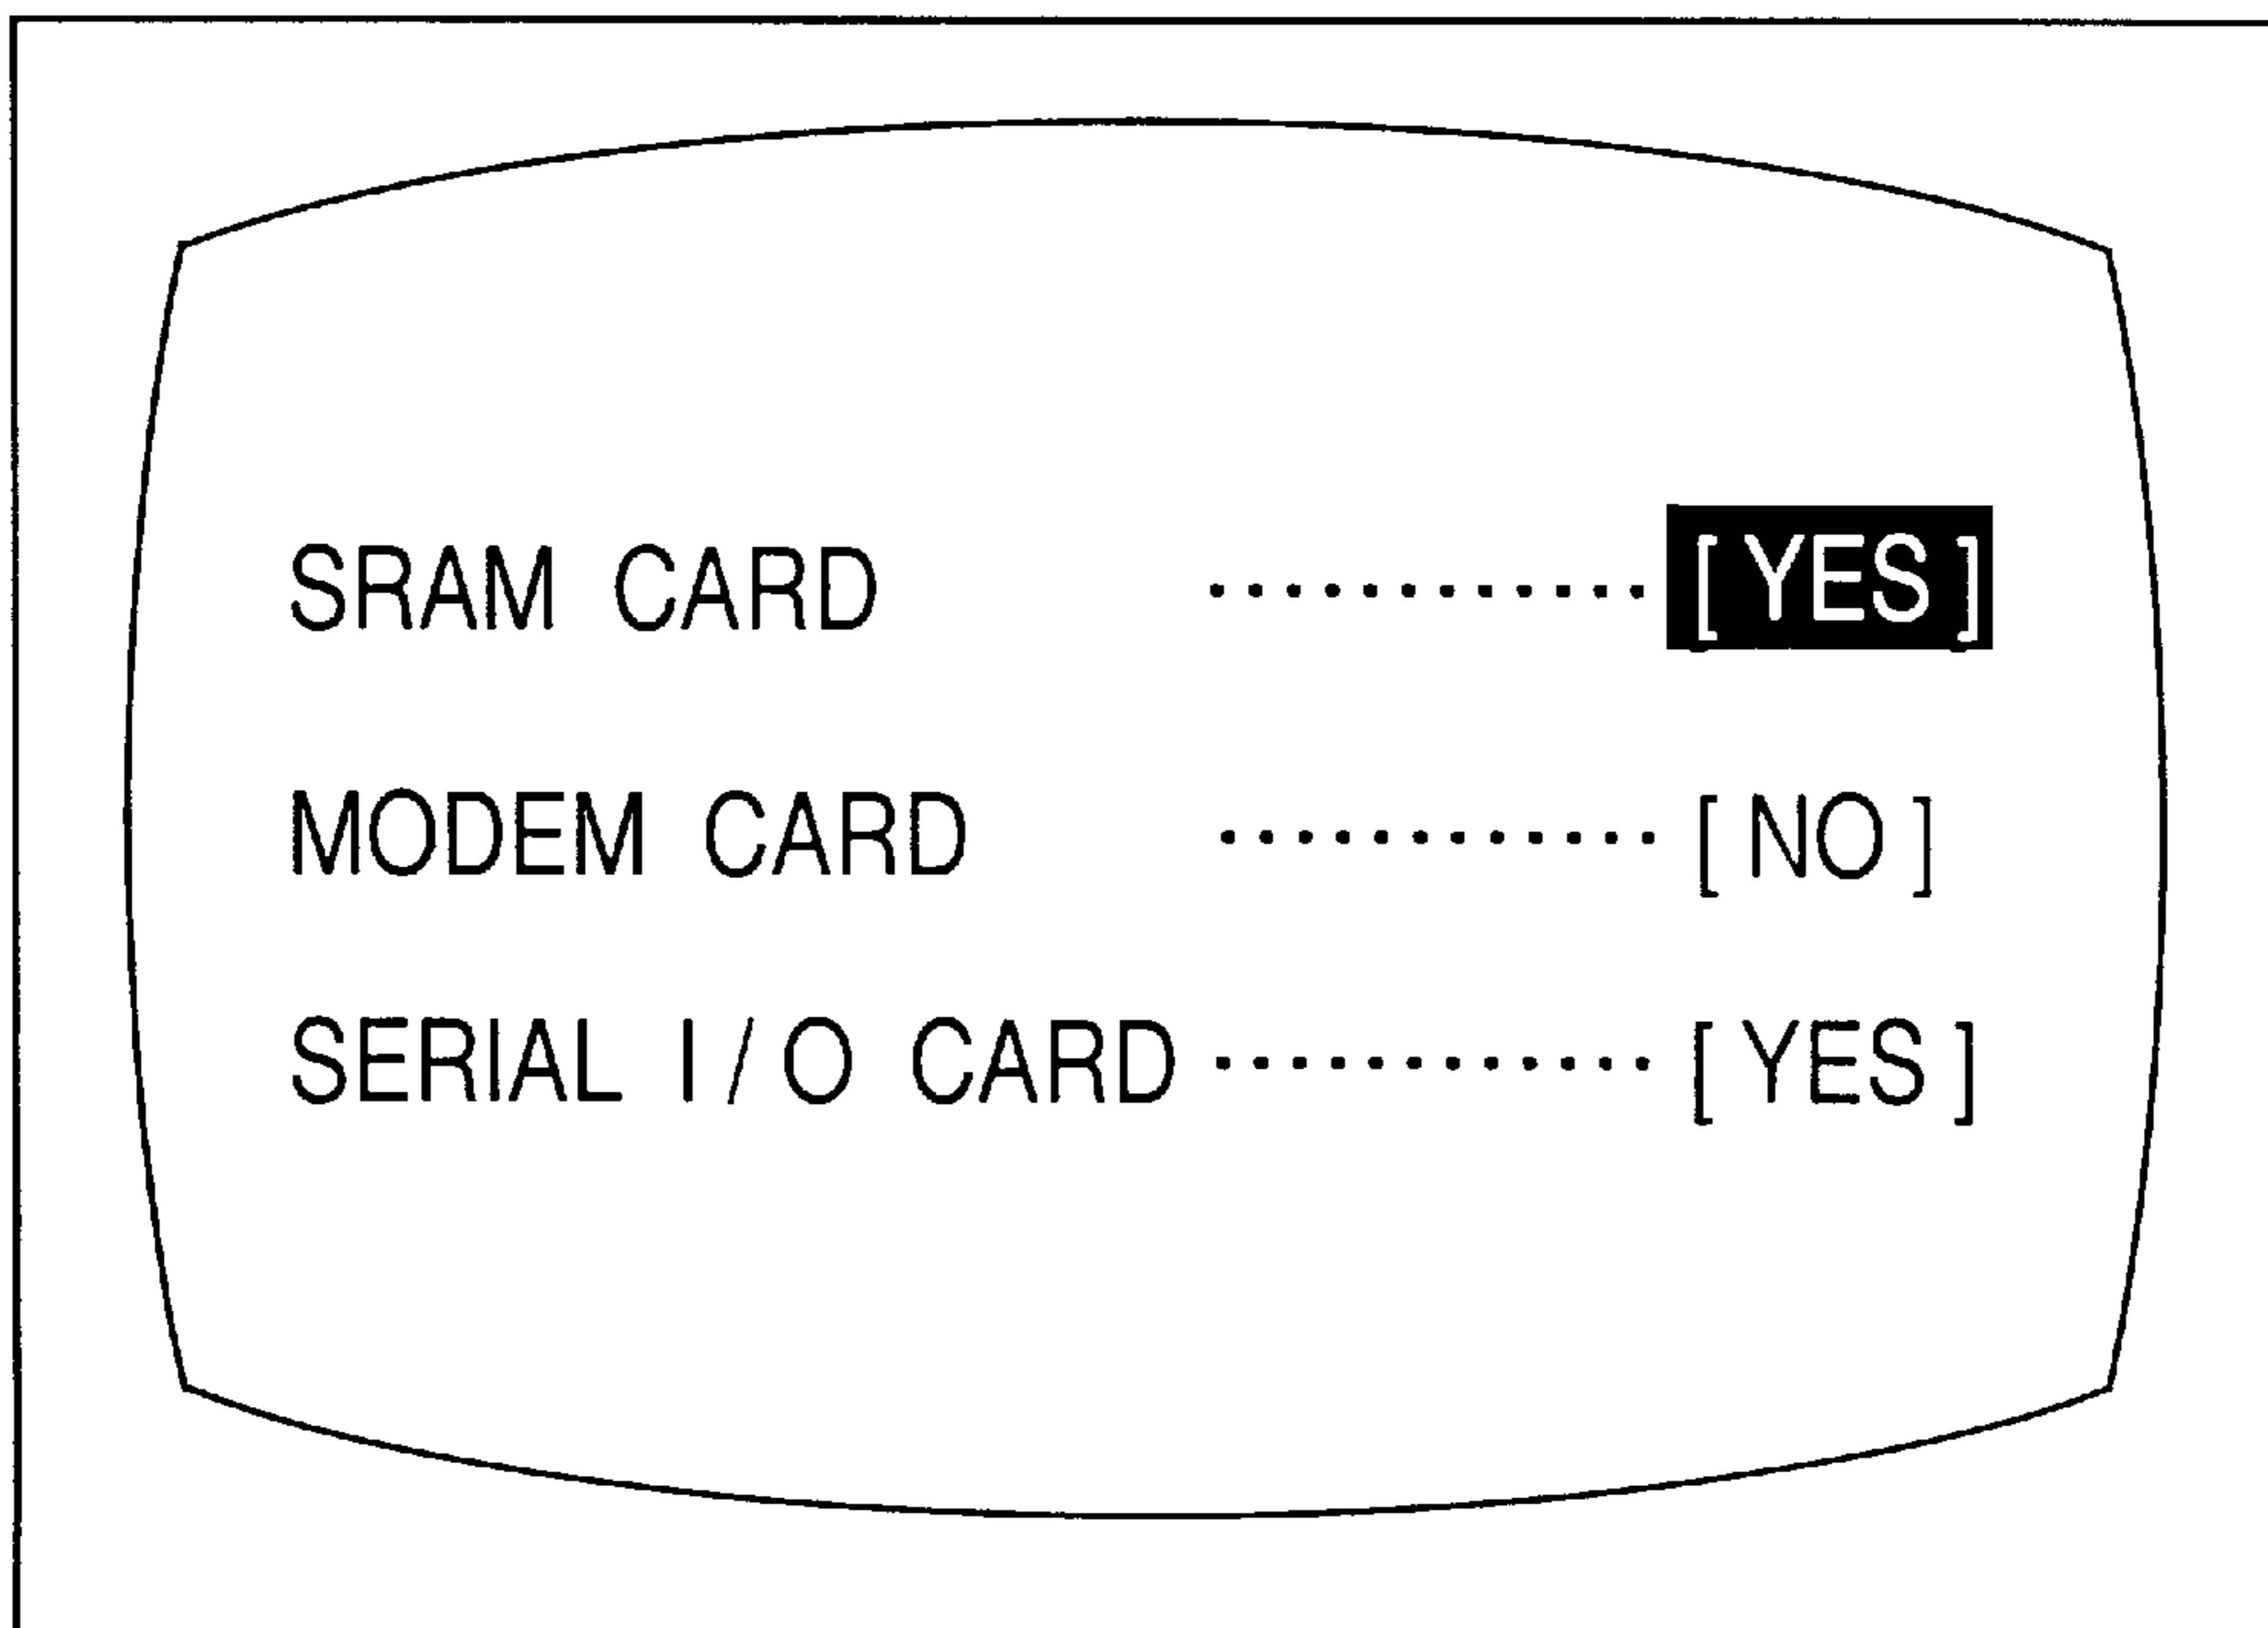 SRAM CARD ............ [YES]
MODEM CARD ............ [NO]
SERIAL I/O CARD ............ [YES]